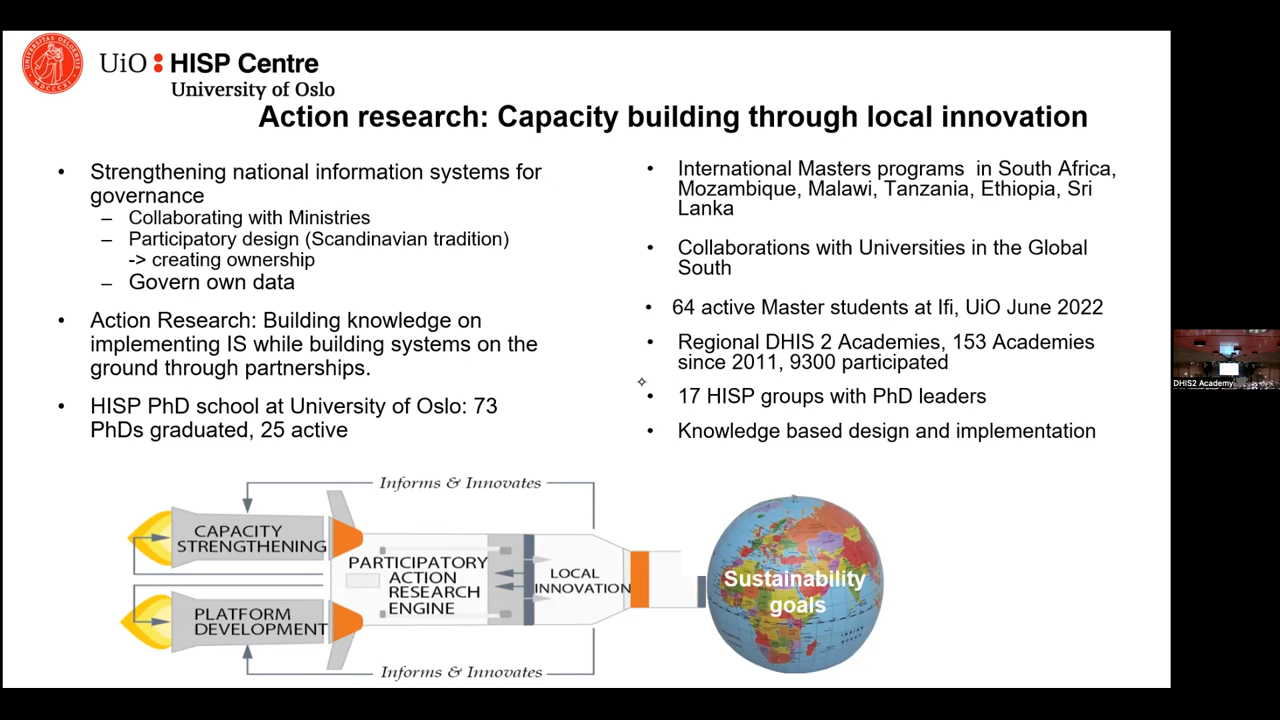 UiO : HISP Centre
University of Oslo
Action research: Capacity building through local innovation
• Strengthening national information systems for
governance
– Collaborating with Ministries
– Participatory design (Scandinavian tradition)
-> creating ownership
– Govern own data
• Action Research: Building knowledge on
implementing IS while building systems on the
ground through partnerships.
• HISP PhD school at University of Oslo: 73
PhDs graduated, 25 active
• International Masters programs in South Africa,
Mozambique, Malawi, Tanzania, Ethiopia, Sri
Lanka
• Collaborations with Universities in the Global
South
• 64 active Master students at Ifi, UiO June 2022
• Regional DHIS 2 Academies, 153 Academies
since 2011, 9300 participated
• 17 HISP groups with PhD leaders
• Knowledge based design and implementation
Informs & Innovates
CAPACITY
STRENGTHENING
PARTICIPATORY
ACTION
RESEARCH
ENGINE
LOCAL
INNOVATION
PLATFORM
DEVELOPMENT
Informs & Innovates
Sustainability
goals
INDIAN
OCEAN
DHIS2 Academy